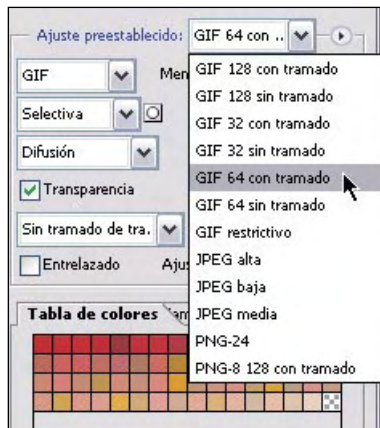 Ajuste preestablecido: GIF 64 con ..
GIF
Men
Selectiva
Difusión
Transparencia
Sin tramado de tra.
Entrelazado
Ajus
Tabla de colores
GIF 128 con tramado
GIF 128 sin tramado
GIF 32 con tramado
GIF 32 sin tramado
GIF 64 con tramado
GIF 64 sin tramado
GIF restrictivo
JPEG alta
JPEG baja
JPEG media
PNG-24
PNG-8 128 con tramado